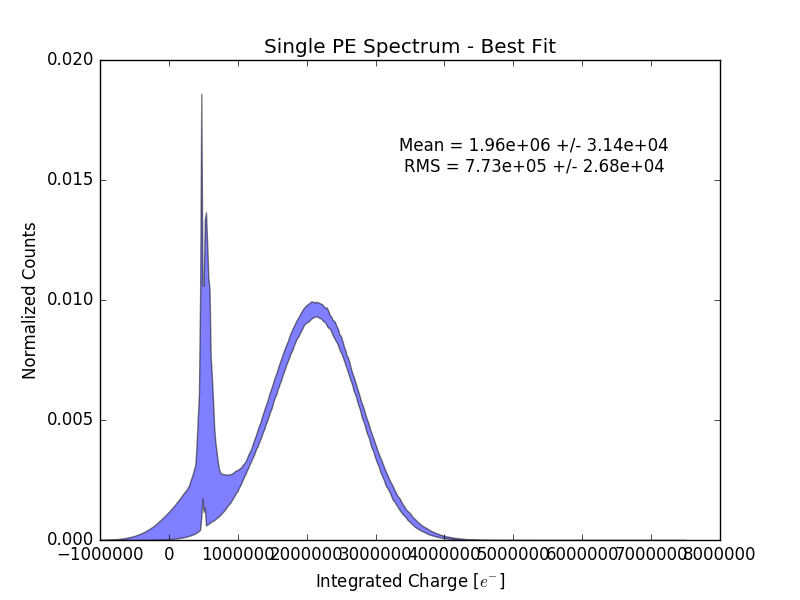 Single PE Spectrum - Best Fit
0.020
Mean = 1.96e+06 +/- 3.14e+04
RMS = 7.73e+05 +/- 2.68e+04
0.015
Normalized Counts
0.010
0.005
0.000
−1000000 0 1000000 2000000 3000000 4000000 5000000 6000000 7000000 8000000
Integrated Charge [e⁻]